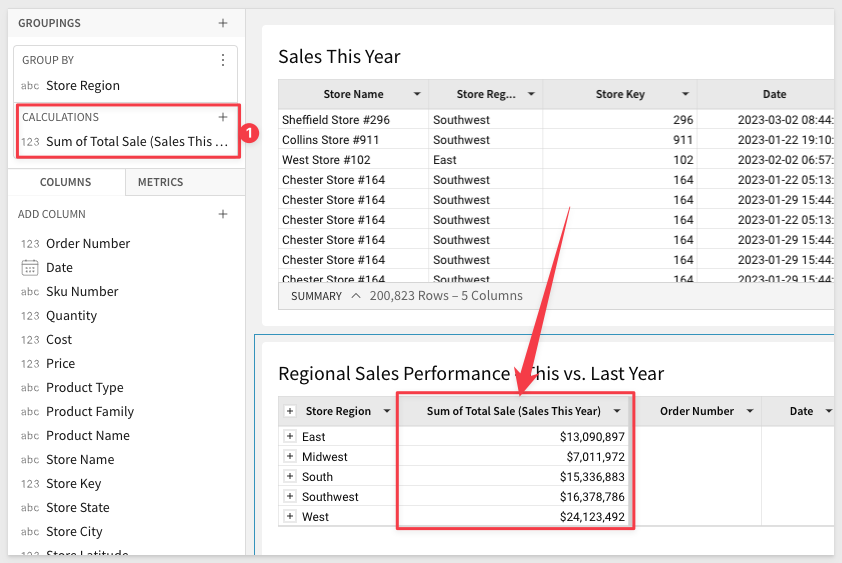 GROUPINGS
GROUP BY
abc Store Region
CALCULATIONS
123 Sum of Total Sale (Sales This ...
1
COLUMNS METRICS
ADD COLUMN
123 Order Number
Date
abc Sku Number
123 Quantity
123 Cost
123 Price
abc Product Type
abc Product Family
abc Product Name
abc Store Name
123 Store Key
abc Store State
abc Store City
123 Store Latitude
Sales This Year
Store Name Store Reg... Store Key Date
Sheffield Store #296 Southwest 296 2023-03-02 08:44:
Collins Store #911 Southwest 911 2023-01-22 19:10:
West Store #102 East 102 2023-02-02 06:57:
Chester Store #164 Southwest 164 2023-01-22 05:13:
Chester Store #164 Southwest 164 2023-01-29 15:44:
Chester Store #164 Southwest 164 2023-01-22 05:13:
Chester Store #164 Southwest 164 2023-01-29 15:44:
Chester Store #164 Southwest 164 2023-01-29 15:44:
Chester Store #164 Southwest 164 2023-01-29 15:44:
SUMMARY 200,823 Rows – 5 Columns
Regional Sales Performance This vs. Last Year
Store Region Sum of Total Sale (Sales This Year) Order Number Date
East $13,090,897
Midwest $7,011,972
South $15,336,883
Southwest $16,378,786
West $24,123,492